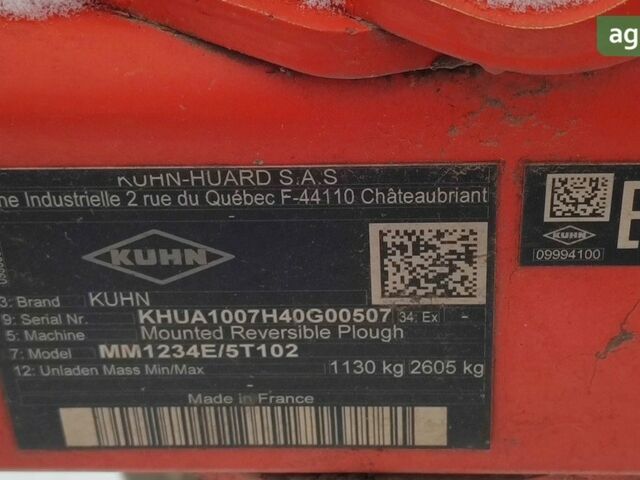 ag
KUHN-HUARD S.A.S
ne Industrielle 2 rue du Québec F-44110 Châteaubriant
KUHN
KUHN
09994100
3: Brand KUHN
9: Serial Nr. KHUA1007H40G00507 34: Ex -
5: Machine Mounted Reversible Plough
7: Model MM1234E/5T102
12: Unladen Mass Min/Max 1130 kg 2605 kg
Made in France